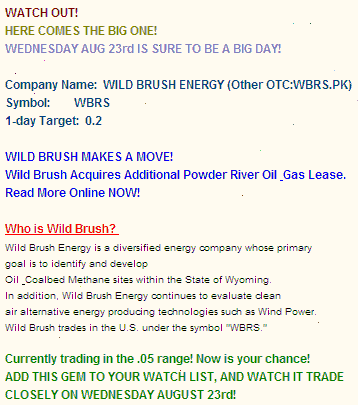 WATCH OUT!
HERE COMES THE BIG ONE!
WEDNESDAY AUG 23rd IS SURE TO BE A BIG DAY!
Company Name: WILD BRUSH ENERGY (Other OTC:WBRS.PK)
Symbol: WBRS
1-day Target: 0.2
WILD BRUSH MAKES A MOVE!
Wild Brush Acquires Additional Powder River Oil _Gas Lease.
Read More Online NOW!
Who is Wild Brush?
Wild Brush Energy is a diversified energy company whose primary
goal is to identify and develop
Oil _Coalbed Methane sites within the State of Wyoming.
In addition, Wild Brush Energy continues to evaluate clean
air alternative energy producing technologies such as Wind Power.
Wild Brush trades in the U.S. under the symbol "WBRS."
Currently trading in the .05 range! Now is your chance!
ADD THIS GEM TO YOUR WATCH LIST, AND WATCH IT TRADE
CLOSELY ON WEDNESDAY AUGUST 23rd!